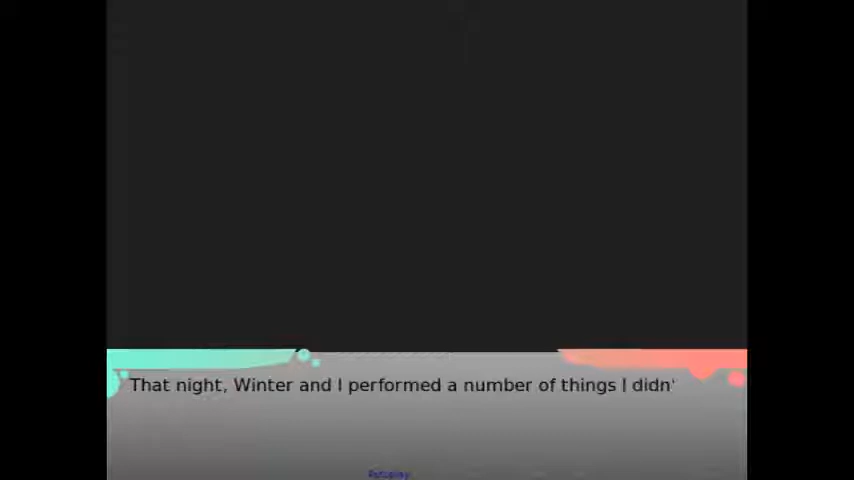 That night, Winter and I performed a number of things I didn'